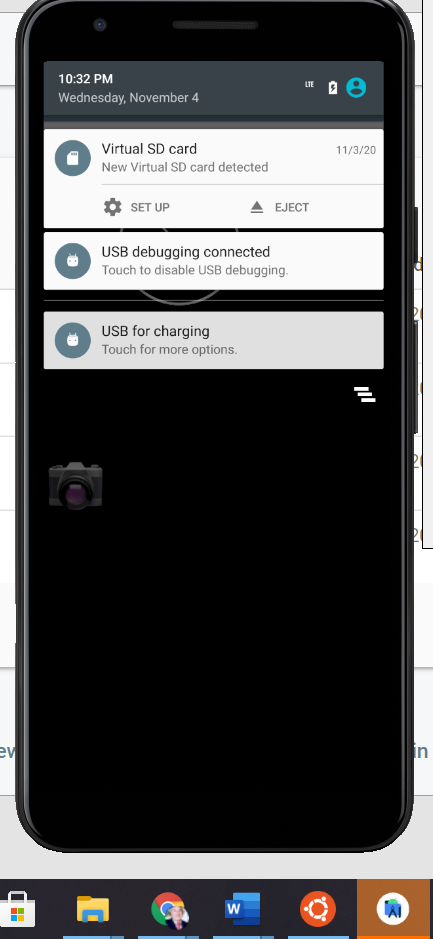 10:32 PM
LTE
Wednesday, November 4
Virtual SD card 11/3/20
New Virtual SD card detected
SET UP EJECT
USB debugging connected
Touch to disable USB debugging.
USB for charging
Touch for more options.
in
W